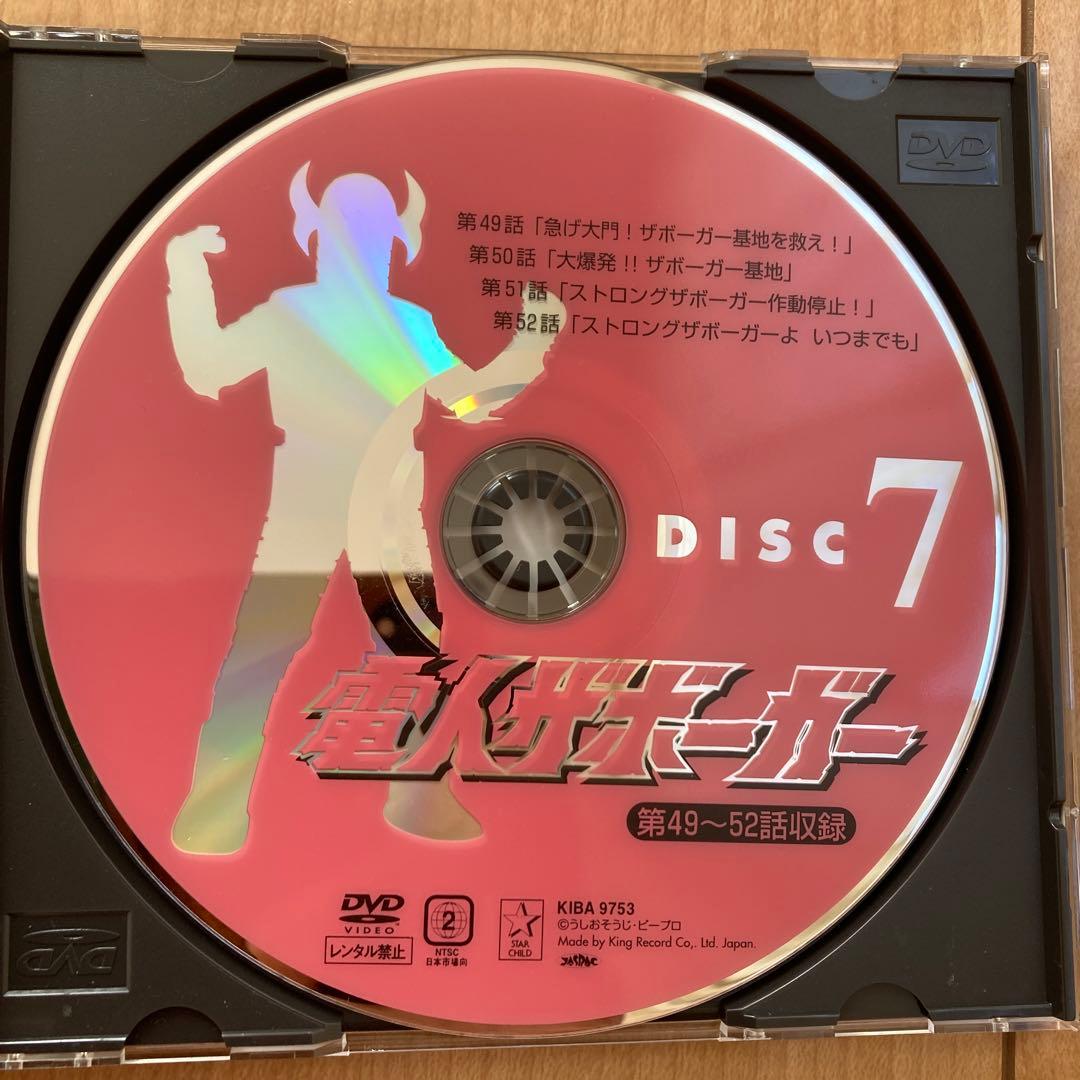 第49話「急げ大門！ザボーガー基地を救え！」
第50話「大爆発!! ザボーガー基地」
第51話「ストロングザボーガー作動停止！」
第52話「ストロングザボーガーよ いつまでも」
DISC 7
電人ザボーガー
第49〜52話収録
DVD
VIDEO
レンタル禁止
2
NTSC
日本市場向
STAR
CHILD
KIBA 9753
©うしおそうじ・ピープロ
Made by King Record Co,. Ltd. Japan.
JASRAC
DVD
DVD